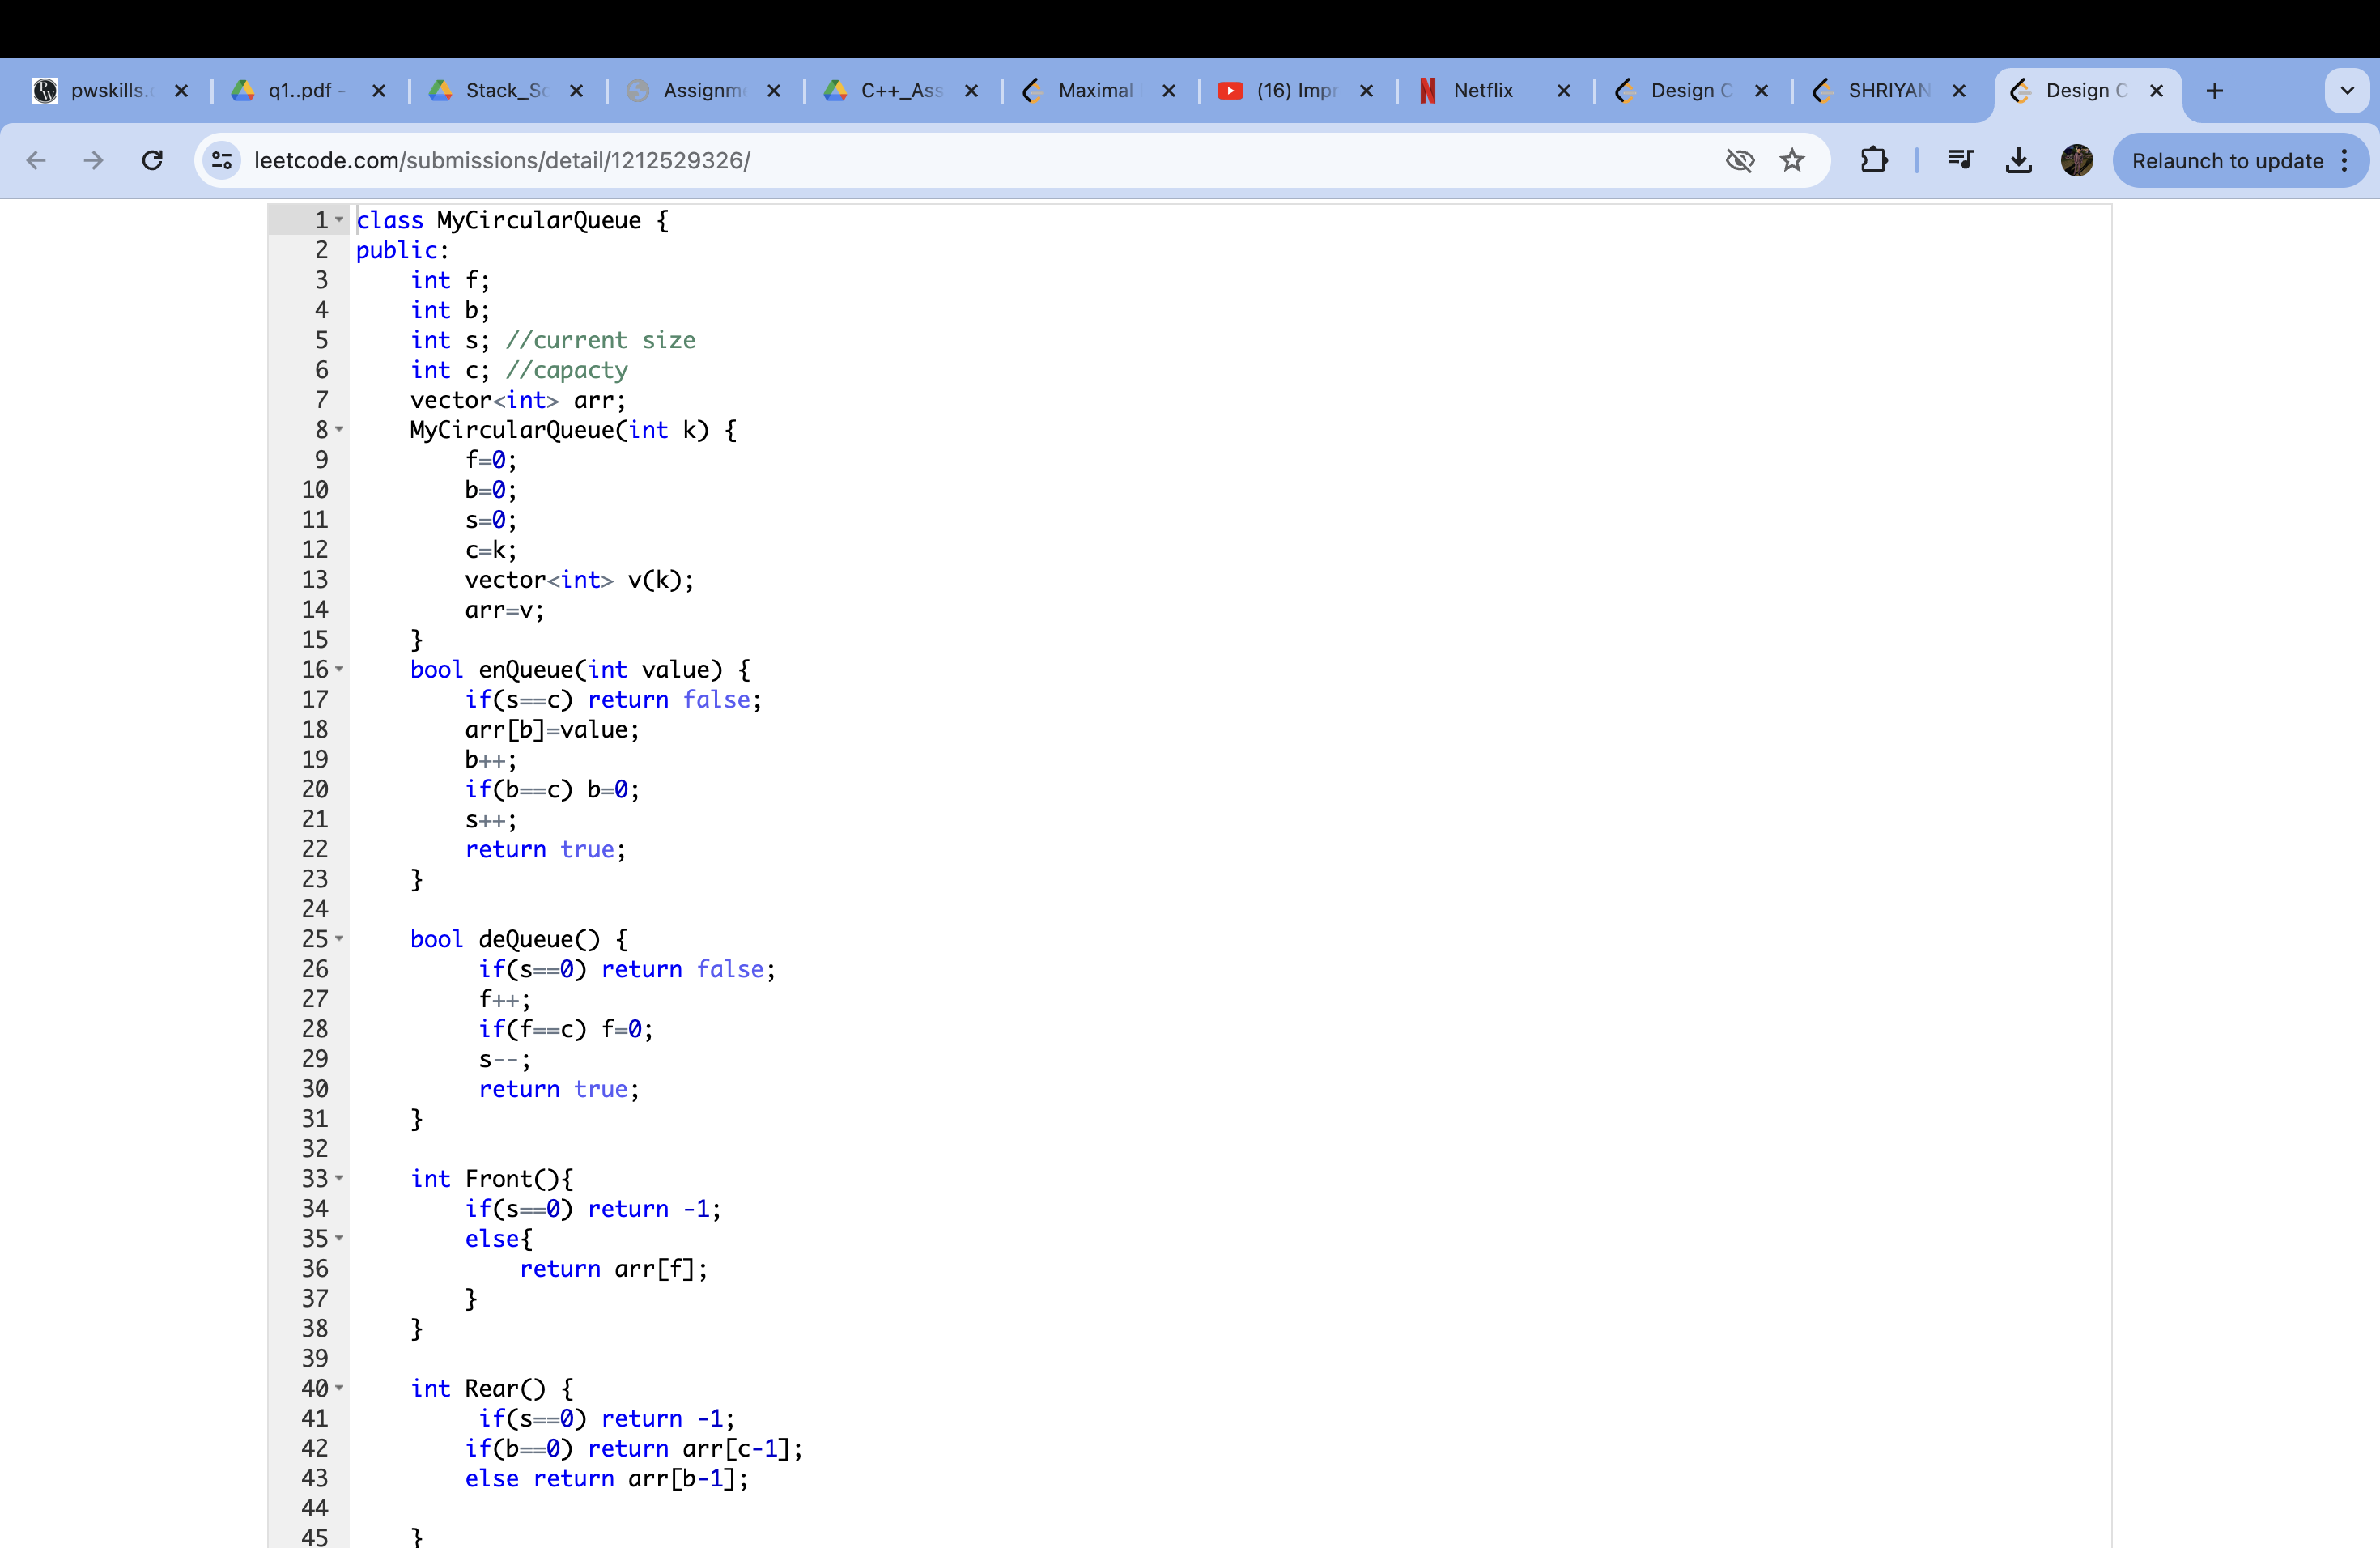 pwskills.c
q1..pdf -
Stack_So
Assignme
C++_Ass
Maximal
(16) Impr
Netflix
Design C
SHRIYAN
Design C
leetcode.com/submissions/detail/1212529326/
Relaunch to update
1 class MyCircularQueue {
2 public:
3     int f;
4     int b;
5     int s; //current size
6     int c; //capacty
7     vector<int> arr;
8     MyCircularQueue(int k) {
9         f=0;
10         b=0;
11         s=0;
12         c=k;
13         vector<int> v(k);
14         arr=v;
15     }
16     bool enQueue(int value) {
17         if(s==c) return false;
18         arr[b]=value;
19         b++;
20         if(b==c) b=0;
21         s++;
22         return true;
23     }
24
25     bool deQueue() {
26          if(s==0) return false;
27          f++;
28          if(f==c) f=0;
29          s--;
30          return true;
31     }
32
33     int Front(){
34         if(s==0) return -1;
35         else{
36             return arr[f];
37         }
38     }
39
40     int Rear() {
41          if(s==0) return -1;
42         if(b==0) return arr[c-1];
43         else return arr[b-1];
44
45     }